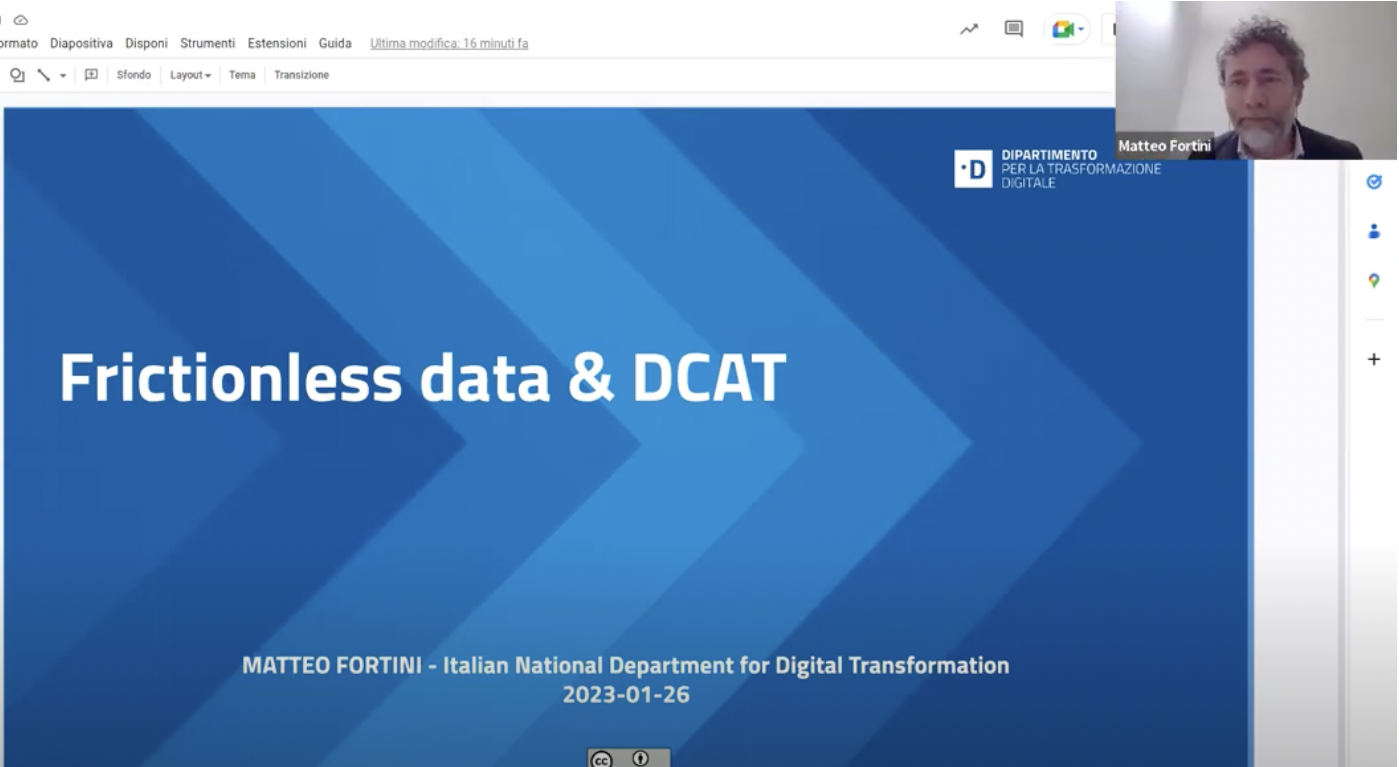 ormato Diapositiva Disponi Strumenti Estensioni Guida Ultima modifica: 16 minuti fa
Sfondo Layout Tema Transizione
Matteo Fortini
·D
DIPARTIMENTO
PER LA TRASFORMAZIONE
DIGITALE
Frictionless data & DCAT
MATTEO FORTINI - Italian National Department for Digital Transformation
2023-01-26
cc